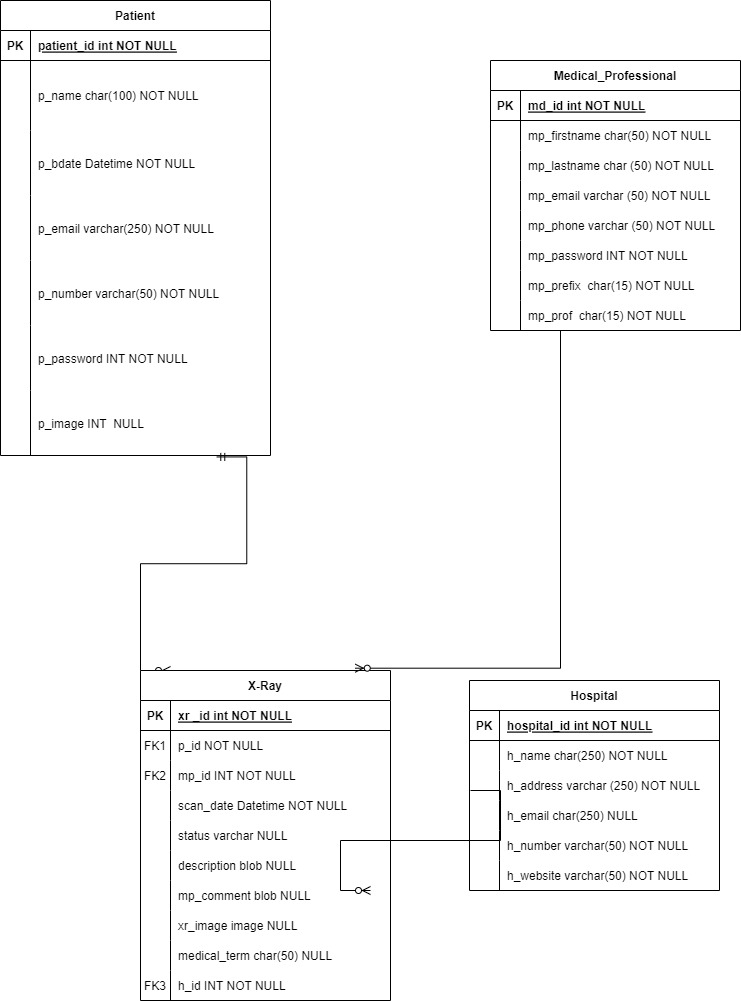 Patient
PK patient_id int NOT NULL
p_name char(100) NOT NULL
p_bdate Datetime NOT NULL
p_email varchar(250) NOT NULL
p_number varchar(50) NOT NULL
p_password INT NOT NULL
p_image INT  NULL
Medical_Professional
PK md_id int NOT NULL
mp_firstname char(50) NOT NULL
mp_lastname char (50) NOT NULL
mp_email varchar (50) NOT NULL
mp_phone varchar (50) NOT NULL
mp_password INT NOT NULL
mp_prefix  char(15) NOT NULL
mp_prof  char(15) NOT NULL
X-Ray
PK xr _id int NOT NULL
FK1 p_id NOT NULL
FK2 mp_id INT NOT NULL
scan_date Datetime NOT NULL
status varchar NULL
description blob NULL
mp_comment blob NULL
xr_image image NULL
medical_term char(50) NULL
FK3 h_id INT NOT NULL
Hospital
PK hospital_id int NOT NULL
h_name char(250) NOT NULL
h_address varchar (250) NOT NULL
h_email char(250) NULL
h_number varchar(50) NOT NULL
h_website varchar(50) NOT NULL